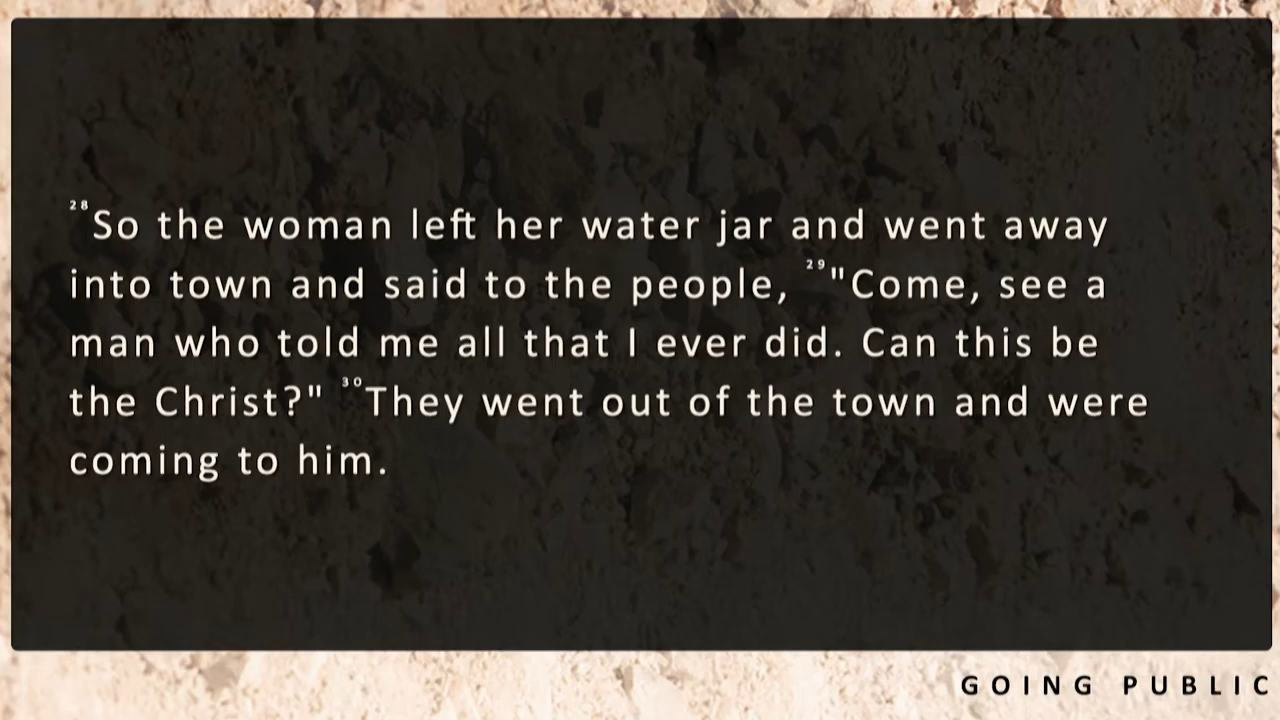 ²⁸So the woman left her water jar and went away
into town and said to the people, ²⁹"Come, see a
man who told me all that I ever did. Can this be
the Christ?" ³⁰They went out of the town and were
coming to him.
GOING PUBLIC